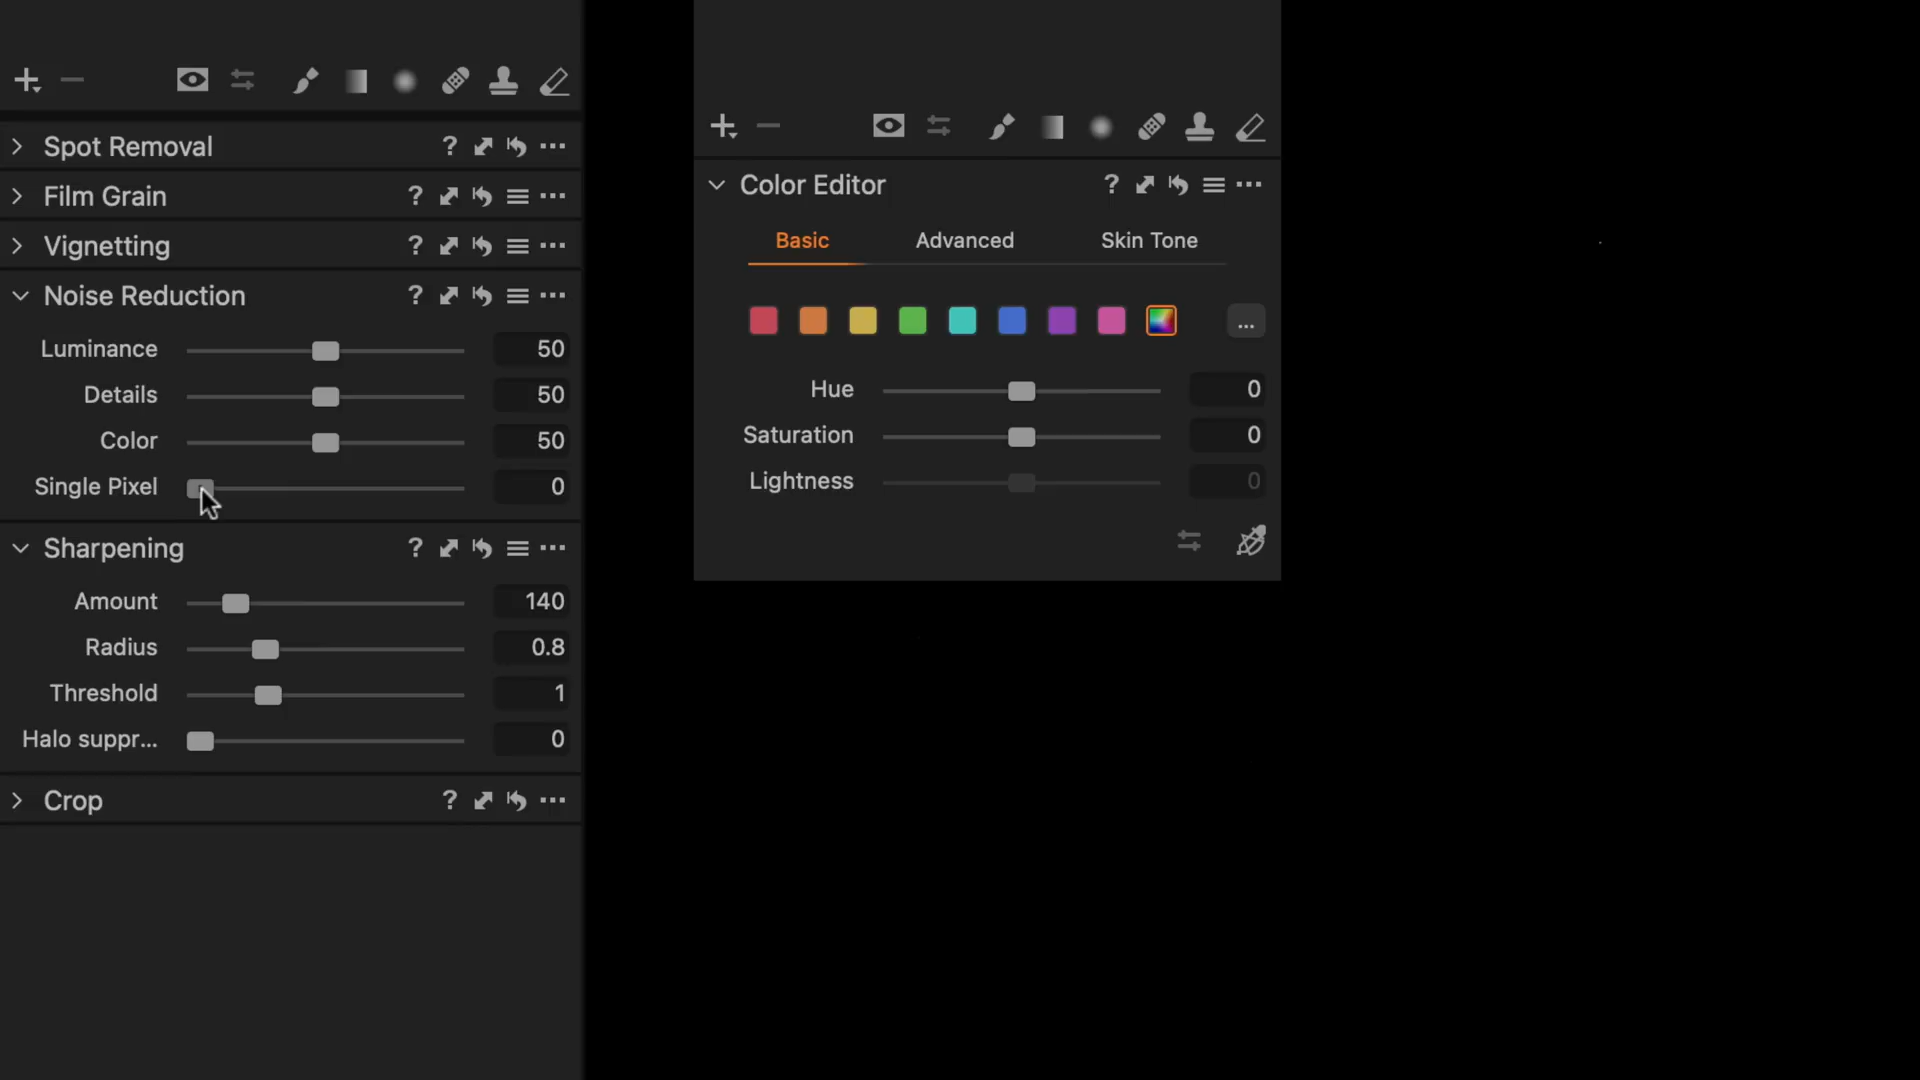 Spot Removal ?
Film Grain ?
Vignetting ?
Noise Reduction ?
Luminance 50
Details 50
Color 50
Single Pixel 0
Sharpening ?
Amount 140
Radius 0.8
Threshold 1
Halo suppr... 0
Crop ?
Color Editor ?
Basic Advanced Skin Tone
...
Hue 0
Saturation 0
Lightness 0